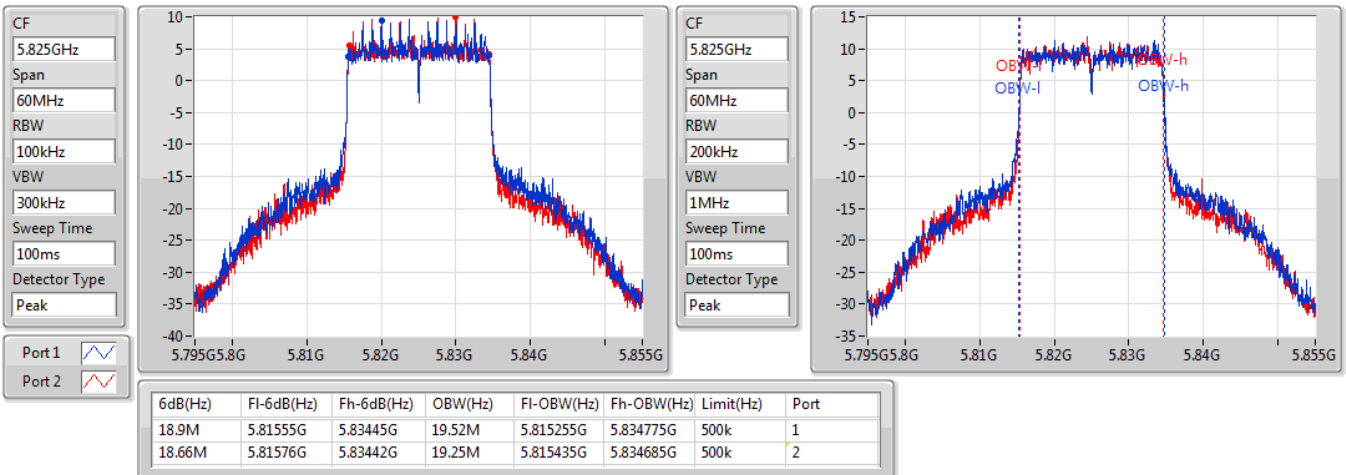 CF
5.825GHz
Span
60MHz
RBW
100kHz
VBW
300kHz
Sweep Time
100ms
Detector Type
Peak
Port 1
Port 2
10
5
0
-5
-10
-15
-20
-25
-30
-35
-40
5.795G 5.8G 5.81G 5.82G 5.83G 5.84G 5.855G
CF
5.825GHz
Span
60MHz
RBW
200kHz
VBW
1MHz
Sweep Time
100ms
Detector Type
Peak
15
10
5
0
-5
-10
-15
-20
-25
-30
-35
OBW-l OBW-h
OBW-l OBW-h
5.795G 5.8G 5.81G 5.82G 5.83G 5.84G 5.855G
6dB(Hz) Fl-6dB(Hz) Fh-6dB(Hz) OBW(Hz) Fl-OBW(Hz) Fh-OBW(Hz) Limit(Hz) Port
18.9M 5.81555G 5.83445G 19.52M 5.815255G 5.834775G 500k 1
18.66M 5.81576G 5.83442G 19.25M 5.815435G 5.834685G 500k 2